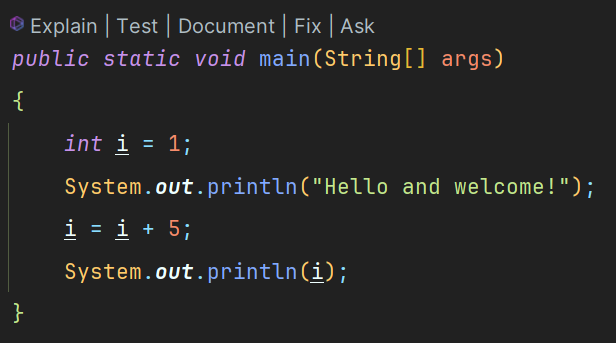 Explain | Test | Document | Fix | Ask
public static void main(String[] args)
{
    int i = 1;
    System.out.println("Hello and welcome!");
    i = i + 5;
    System.out.println(i);
}